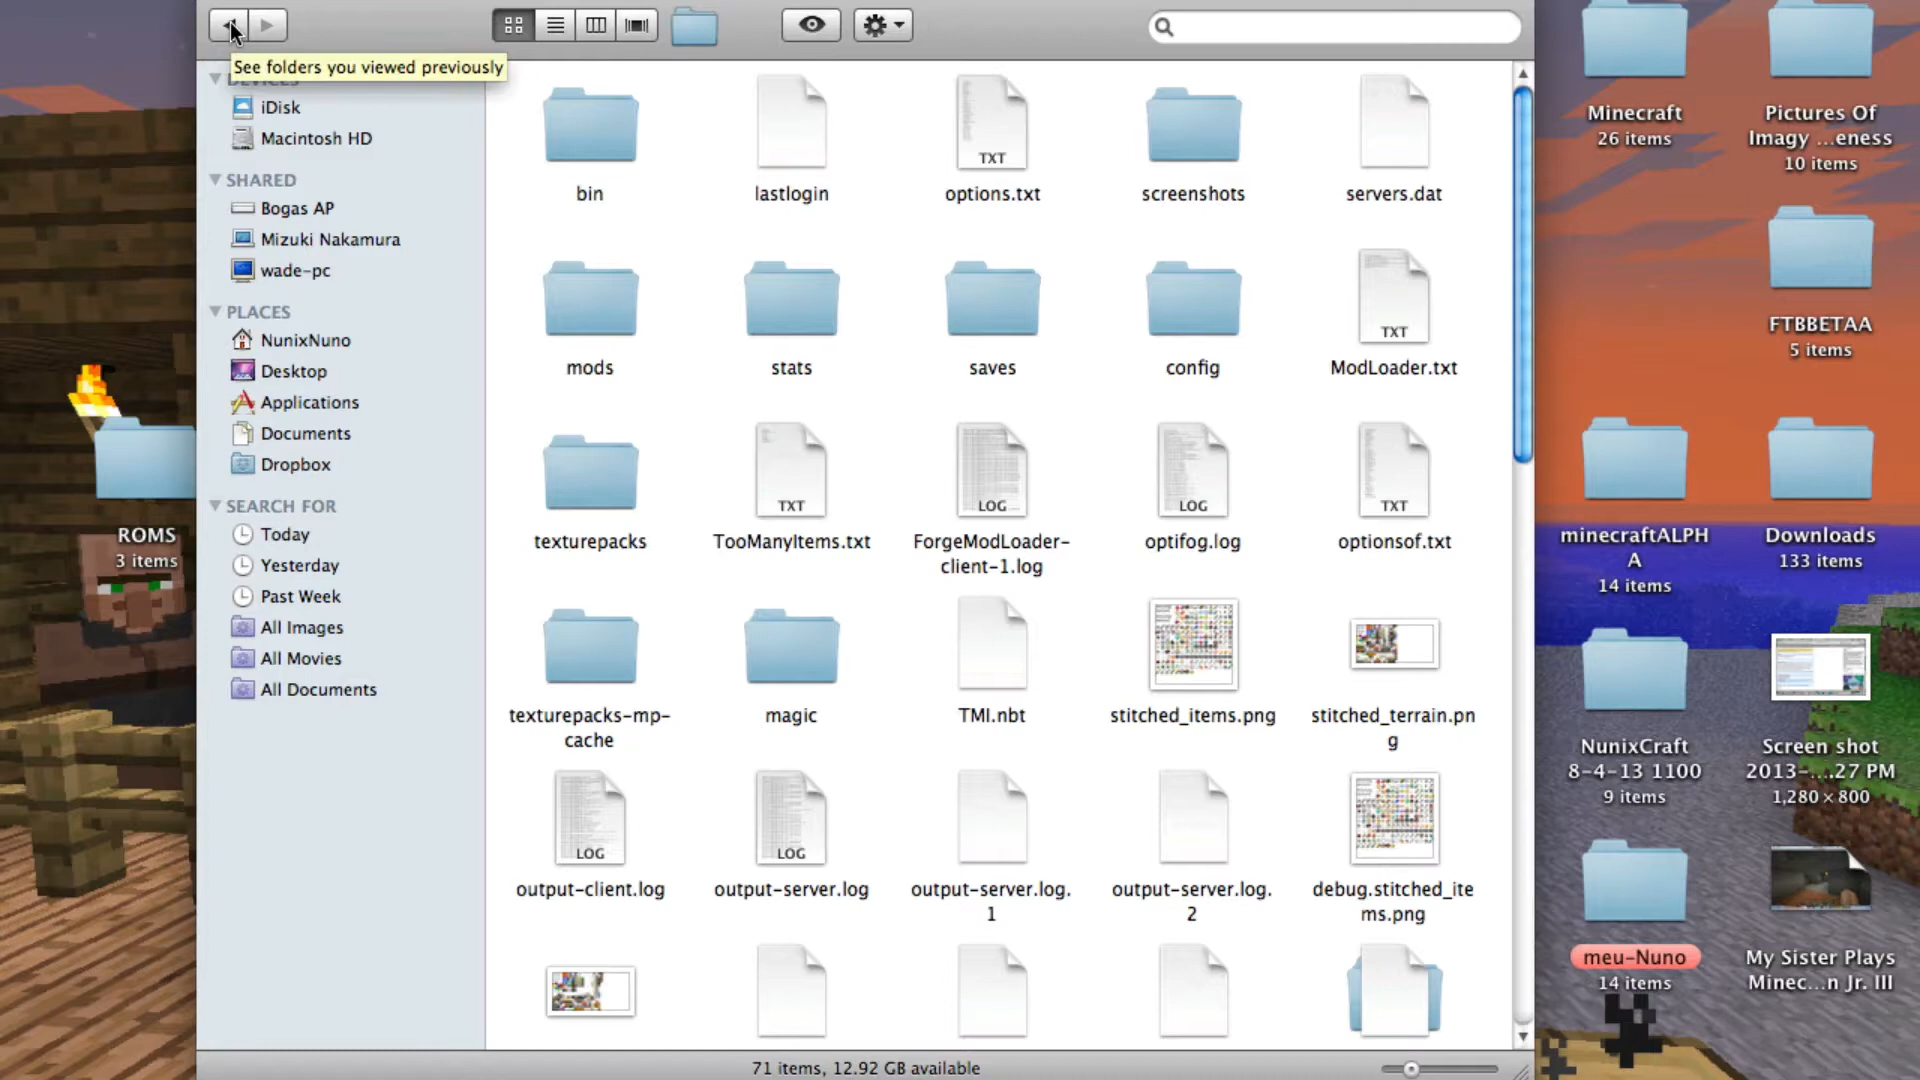 See folders you viewed previously
DEVICES
iDisk
Macintosh HD
SHARED
Bogas AP
Mizuki Nakamura
wade-pc
PLACES
NunixNuno
Desktop
Applications
Documents
Dropbox
SEARCH FOR
Today
Yesterday
Past Week
All Images
All Movies
All Documents
bin
lastlogin
TXT
options.txt
screenshots
servers.dat
mods
stats
saves
config
TXT
ModLoader.txt
texturepacks
TXT
TooManyItems.txt
LOG
ForgeModLoader-
client-1.log
LOG
optifog.log
TXT
optionsof.txt
texturepacks-mp-
cache
magic
TMI.nbt
stitched_items.png
stitched_terrain.pn
g
LOG
output-client.log
LOG
output-server.log
output-server.log.
1
output-server.log.
2
debug.stitched_ite
ms.png
71 items, 12.92 GB available
ROMS
3 items
Minecraft
26 items
Pictures Of
Imagy ...eness
10 items
FTBBETAA
5 items
minecraftALPH
A
14 items
Downloads
133 items
NunixCraft
8-4-13 1100
9 items
Screen shot
2013-....27 PM
1,280 × 800
meu-Nuno
14 items
My Sister Plays
Minec...n Jr. III